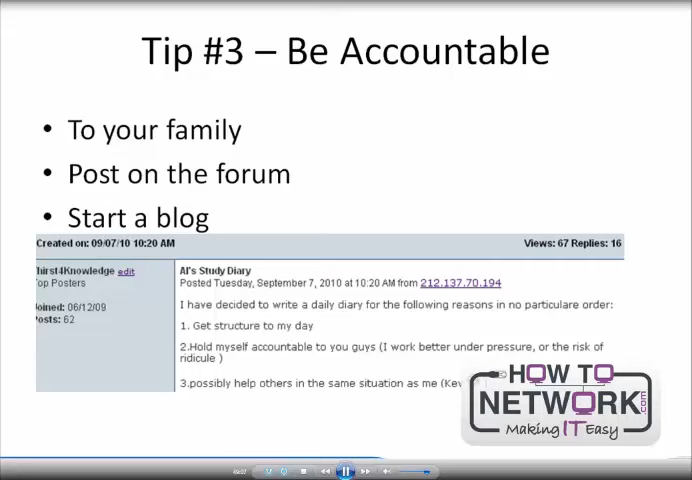 Tip #3 – Be Accountable
• To your family
• Post on the forum
• Start a blog
Created on: 09/07/10 10:20 AM Views: 67 Replies: 16
hirst4Knowledge edit
op Posters
oined: 06/12/09
osts: 62
Al's Study Diary
Posted Tuesday, September 7, 2010 at 10:20 AM from 212.137.70.194
I have decided to write a daily diary for the following reasons in no particulare order:
1. Get structure to my day
2.Hold myself accountable to you guys (I work better under pressure, or the risk of
ridicule )
3.possibly help others in the same situation as me (Kev
HOW TO
NETWORK.com
Making IT Easy